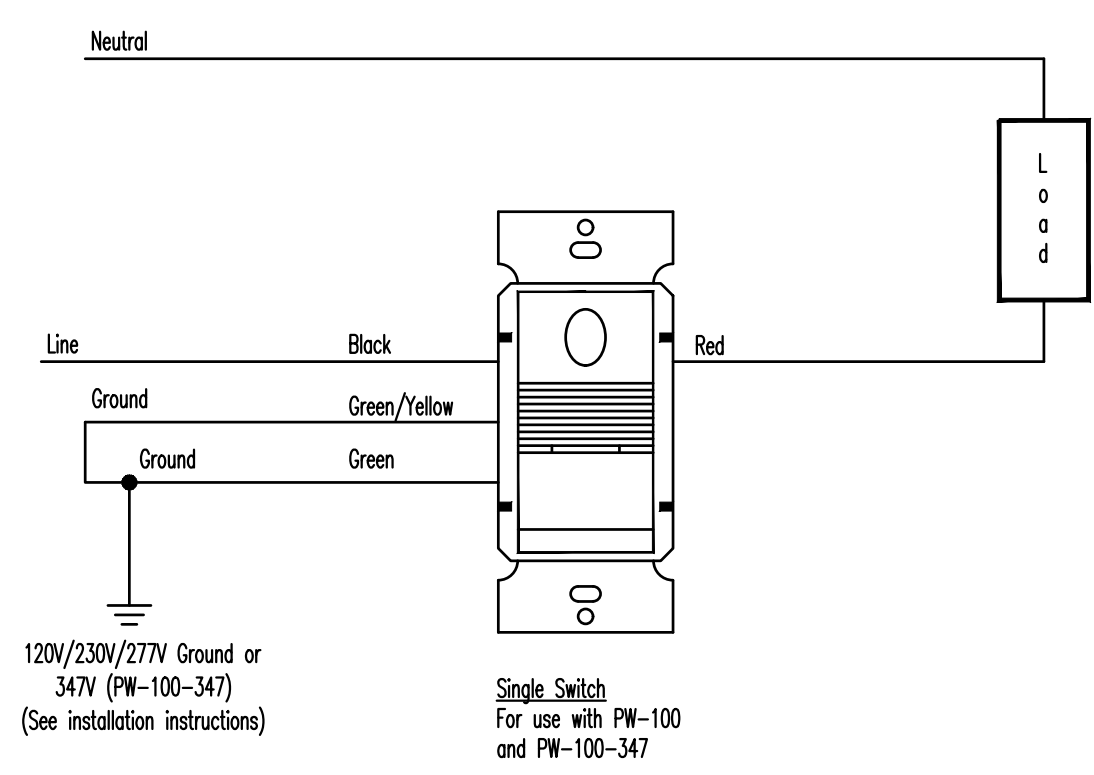 Neutral
Load
Line
Black
Red
Ground
Green/Yellow
Ground
Green
120V/230V/277V Ground or
347V (PW-100-347)
(See installation instructions)
Single Switch
For use with PW-100
and PW-100-347